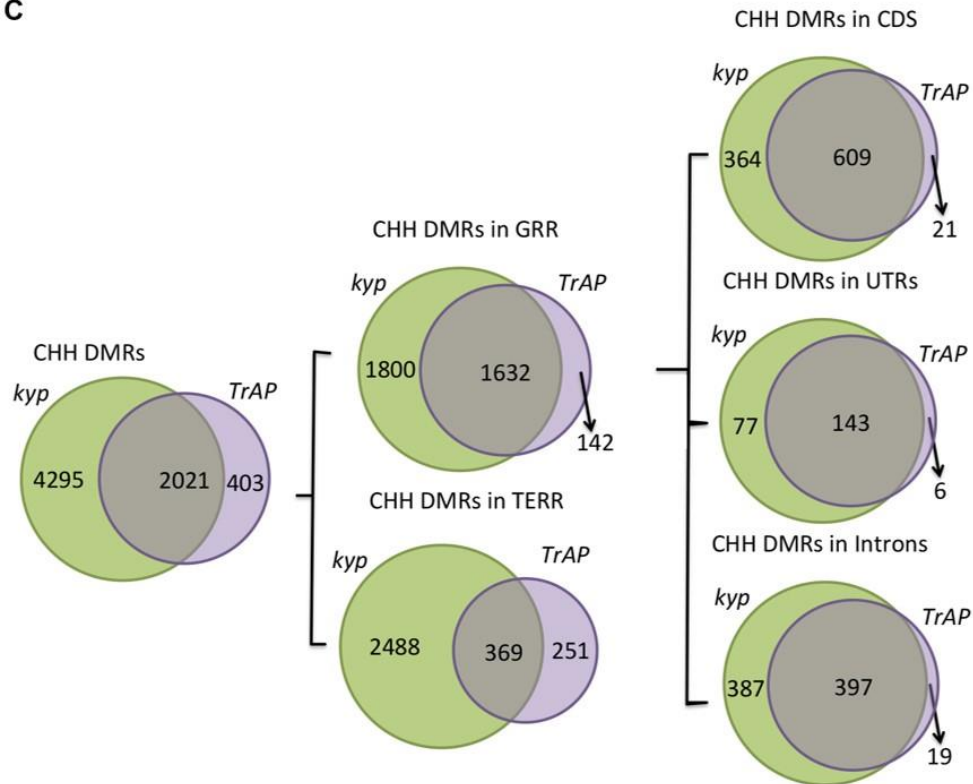 C
CHH DMRs
kyp
TrAP
4295
2021
403
CHH DMRs in GRR
kyp
TrAP
1800
1632
142
CHH DMRs in TERR
kyp
TrAP
2488
369
251
CHH DMRs in CDS
kyp
TrAP
364
609
21
CHH DMRs in UTRs
kyp
TrAP
77
143
6
CHH DMRs in Introns
kyp
TrAP
387
397
19